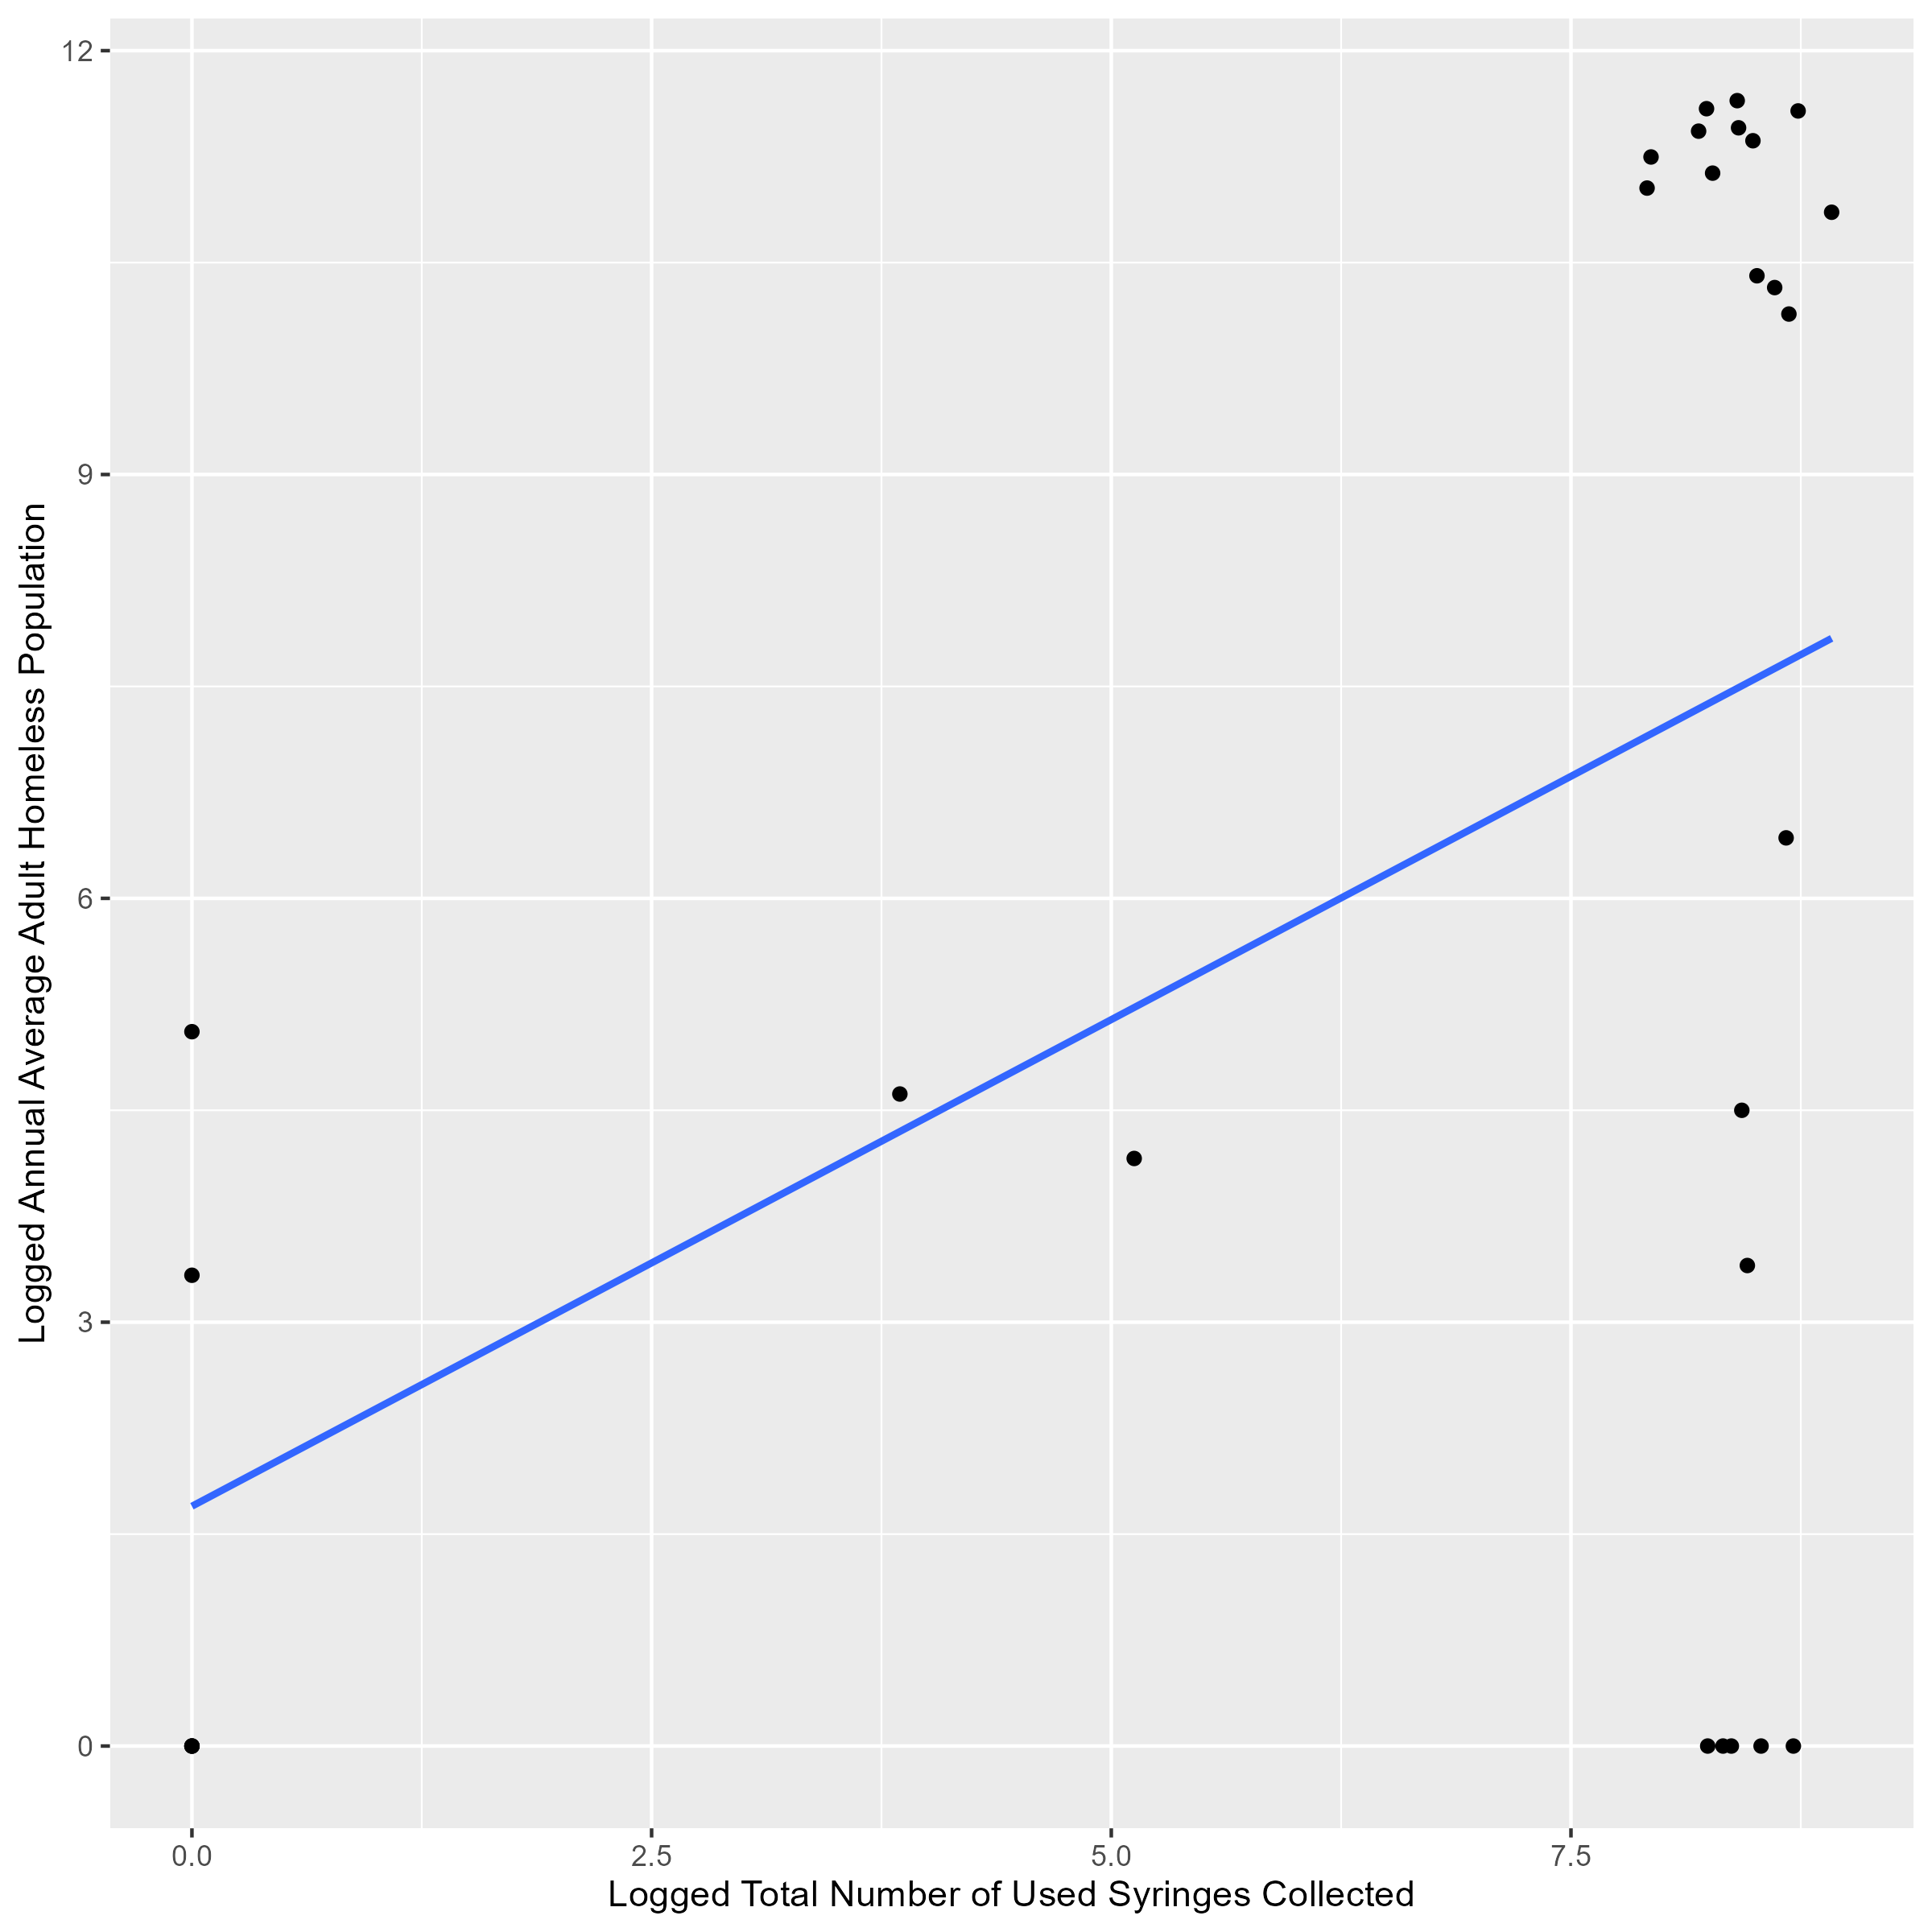 12
9
6
3
0
Logged Annual Average Adult Homeless Population
0.0 2.5 5.0 7.5
Logged Total Number of Used Syringes Collected